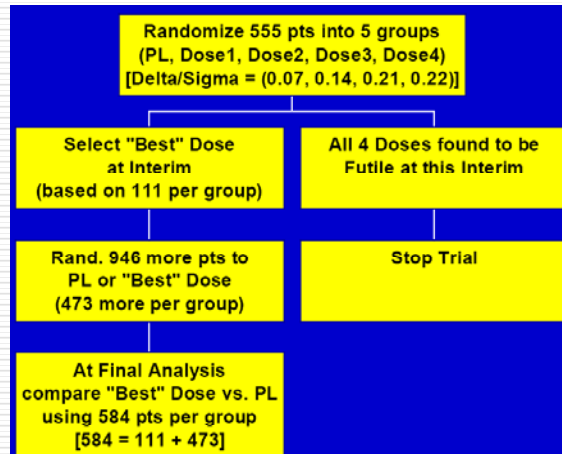 Randomize 555 pts into 5 groups
(PL, Dose1, Dose2, Dose3, Dose4)
[Delta/Sigma = (0.07, 0.14, 0.21, 0.22)]
Select "Best" Dose
at Interim
(based on 111 per group)
All 4 Doses found to be
Futile at this Interim
Rand. 946 more pts to
PL or "Best" Dose
(473 more per group)
Stop Trial
At Final Analysis
compare "Best" Dose vs. PL
using 584 pts per group
[584 = 111 + 473]